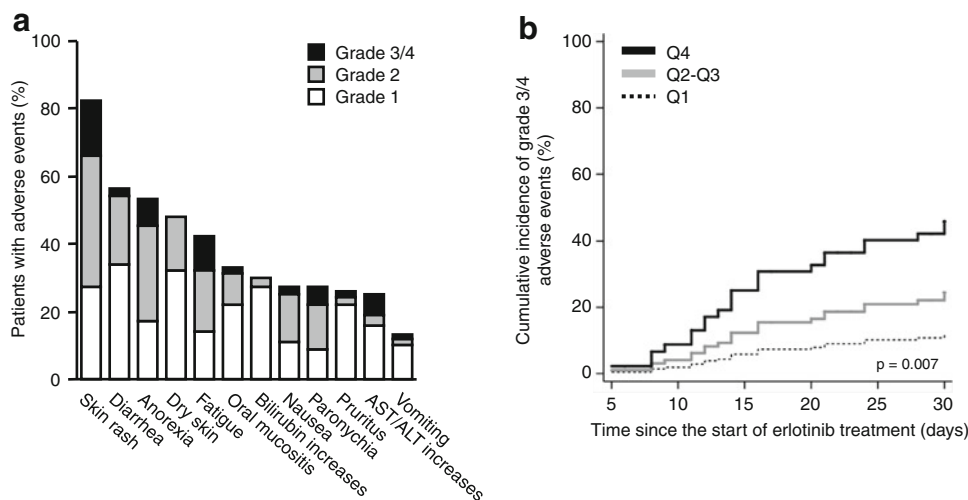 a
Patients with adverse events (%)
100
80
60
40
20
0
Grade 3/4
Grade 2
Grade 1
Skin rash
Diarrhea
Anorexia
Dry skin
Fatigue
Oral mucositis
Bilirubin increases
Nausea
Paronychia
Pruritus
AST/ALT increases
Vomiting
b
Cumulative incidence of grade 3/4
adverse events (%)
100
80
60
40
20
0
Q4
Q2-Q3
Q1
p = 0.007
5 10 15 20 25 30
Time since the start of erlotinib treatment (days)